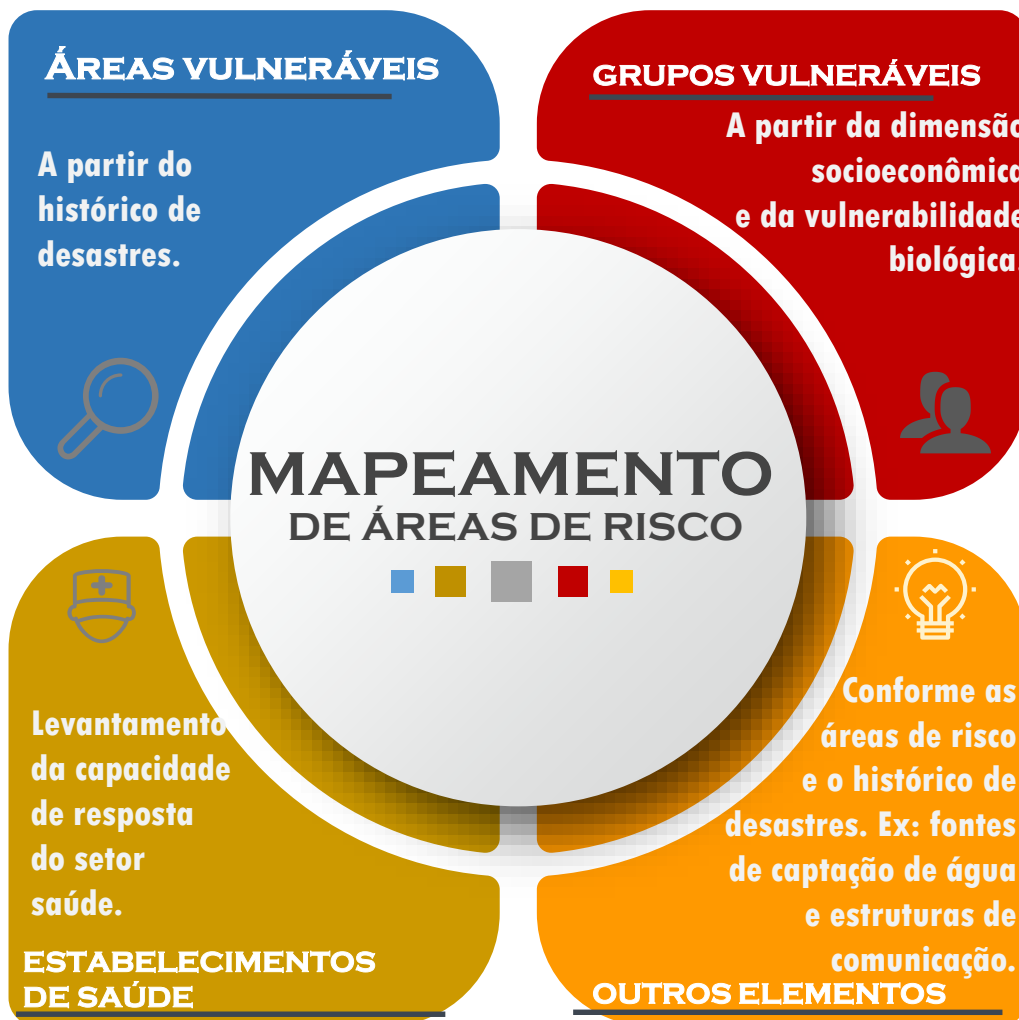 ÁREAS VULNERÁVEIS
A partir do
histórico de
desastres.
GRUPOS VULNERÁVEIS
A partir da dimensão
socioeconômica
e da vulnerabilidade
biológica.
MAPEAMENTO
DE ÁREAS DE RISCO
Levantamento
da capacidade
de resposta
do setor
saúde.
ESTABELECIMENTOS
DE SAÚDE
Conforme as
áreas de risco
e o histórico de
desastres. Ex: fontes
de captação de água
e estruturas de
comunicação.
OUTROS ELEMENTOS